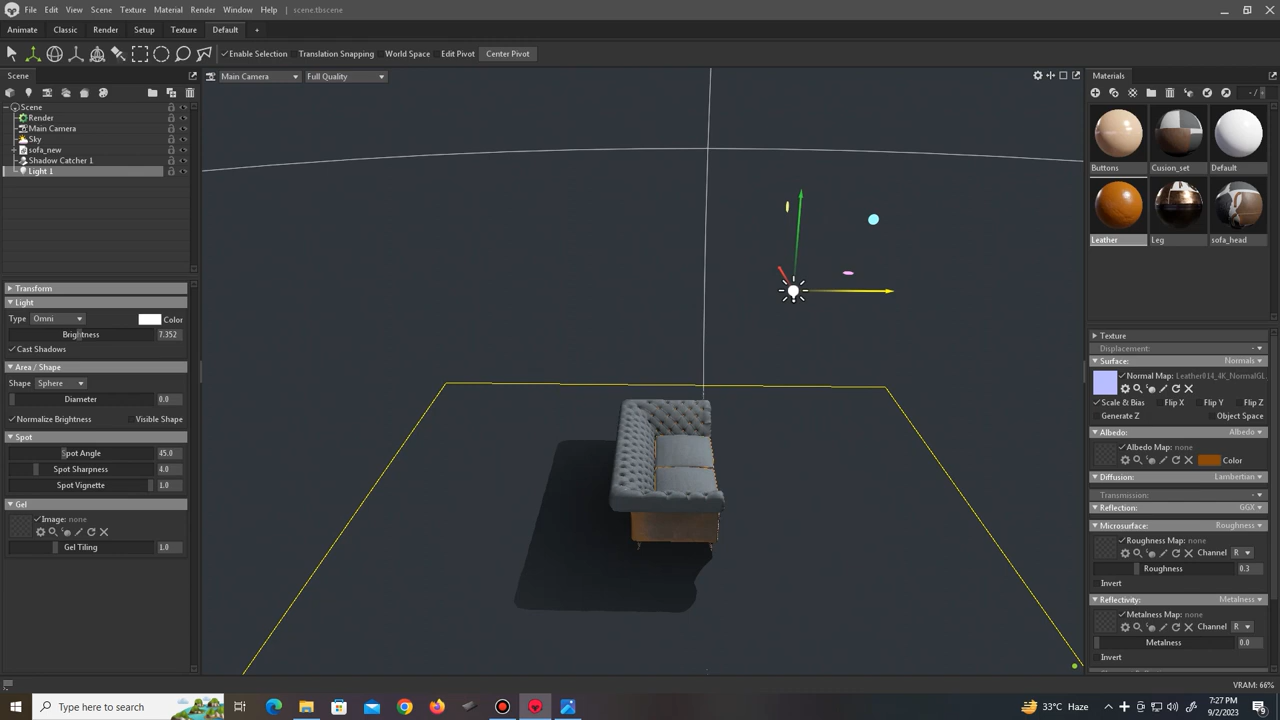 File Edit View Scene Texture Material Render Window Help scene.tbscene
Animate Classic Render Setup Texture Default +
Enable Selection Translation Snapping World Space Edit Pivot Center Pivot
Scene
Scene
Render
Main Camera
Sky
sofa_new
Shadow Catcher 1
Light 1
Transform
Light
Type Omni Color
Brightness 7.352
Cast Shadows
Area / Shape
Shape Sphere
Diameter 0.0
Normalize Brightness Visible Shape
Spot
Spot Angle 45.0
Spot Sharpness 4.0
Spot Vignette 1.0
Gel
Image: none
Gel Tiling 1.0
Main Camera Full Quality
Materials
- /
Buttons Cusion_set Default
Leather Leg sofa_head
Texture
Displacement: -
Surface: Normals
Normal Map: Leather014_4K_NormalGL.
Scale & Bias Flip X Flip Y Flip Z
Generate Z Object Space
Albedo: Albedo
Albedo Map: none
Color
Diffusion: Lambertian
Transmission: -
Reflection: GGX
Microsurface: Roughness
Roughness Map: none
Channel R
Roughness 0.3
Invert
Reflectivity: Metalness
Metalness Map: none
Channel R
Metalness 0.0
Invert
VRAM: 66%
Type here to search
33°C Haze
7:27 PM
9/2/2023